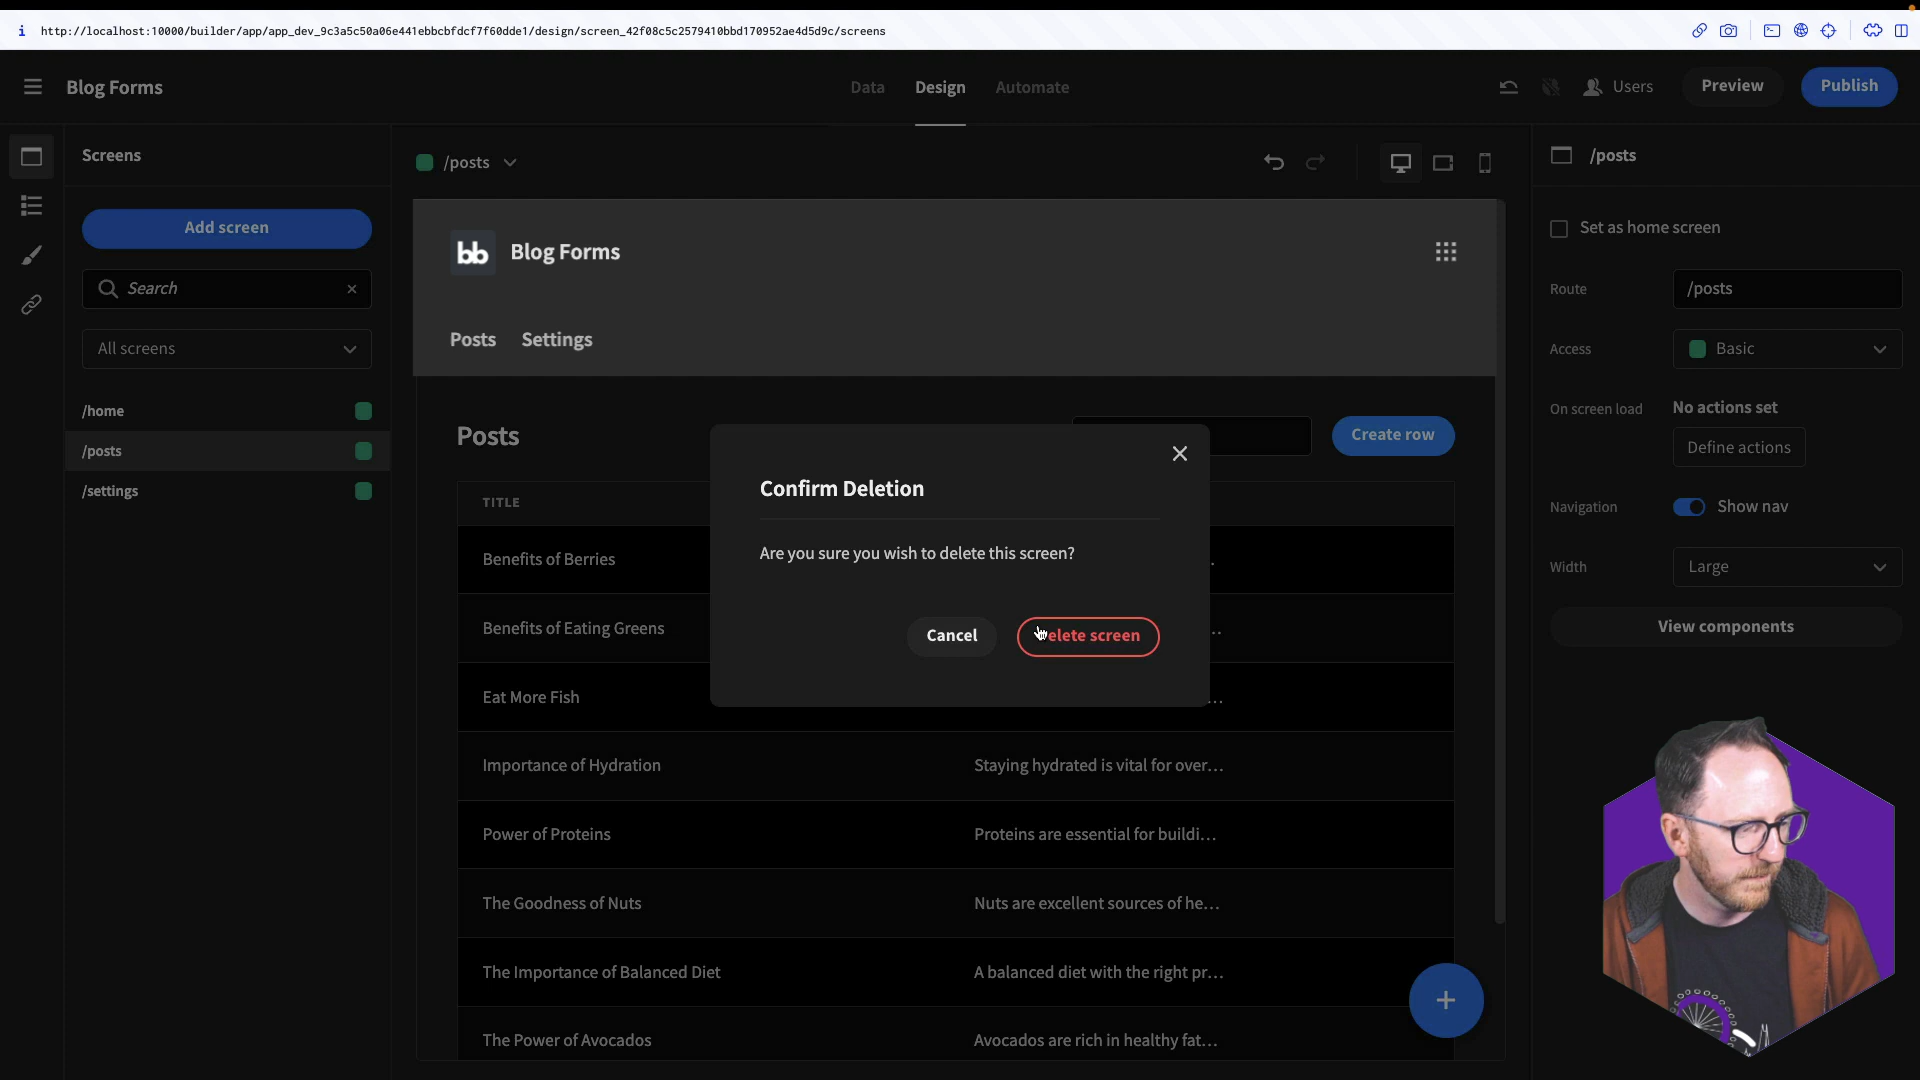 i http://localhost:10000/builder/app/app_dev_9c3a5c50a06e441ebbcbfdcf7f60dde1/design/screen_42f08c5c2579410bbd170952ae4d5d9c/screens
Blog Forms
Data
Design
Automate
Users
Preview
Publish
Screens
/posts
/posts
Add screen
Search
All screens
/home
/posts
/settings
bb Blog Forms
Posts Settings
Posts
Create row
TITLE
Benefits of Berries
Benefits of Eating Greens
Eat More Fish
Importance of Hydration
Staying hydrated is vital for over...
Power of Proteins
Proteins are essential for buildi...
The Goodness of Nuts
Nuts are excellent sources of he...
The Importance of Balanced Diet
A balanced diet with the right pr...
The Power of Avocados
Avocados are rich in healthy fat...
Confirm Deletion
Are you sure you wish to delete this screen?
Cancel
elete screen
Set as home screen
Route
/posts
Access
Basic
On screen load
No actions set
Define actions
Navigation
Show nav
Width
Large
View components